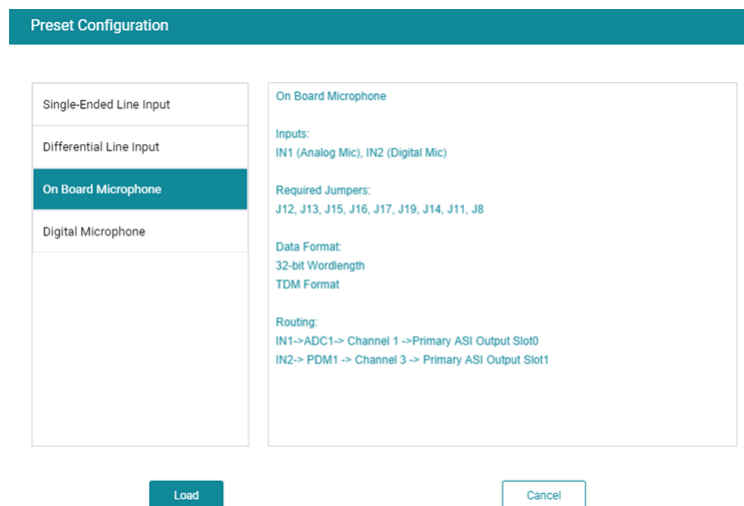 Preset Configuration
Single-Ended Line Input
Differential Line Input
On Board Microphone
Digital Microphone
On Board Microphone
Inputs:
IN1 (Analog Mic), IN2 (Digital Mic)
Required Jumpers:
J12, J13, J15, J16, J17, J19, J14, J11, J8
Data Format:
32-bit Wordlength
TDM Format
Routing:
IN1->ADC1-> Channel 1 ->Primary ASI Output Slot0
IN2-> PDM1 -> Channel 3 -> Primary ASI Output Slot1
Load
Cancel